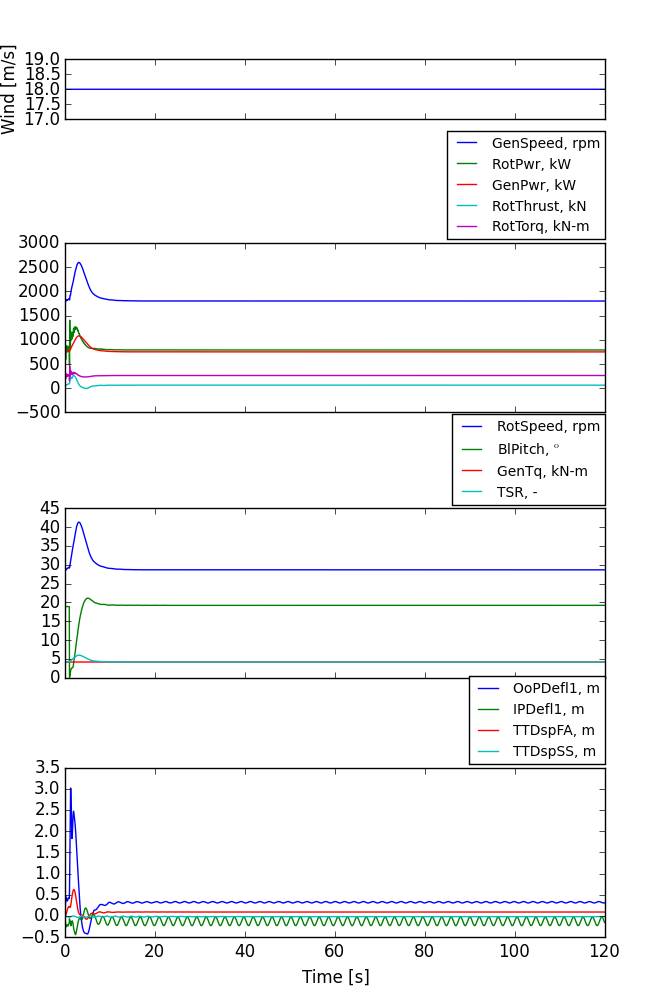 Wind [m/s]
19.0
18.5
18.0
17.5
17.0
GenSpeed, rpm
RotPwr, kW
GenPwr, kW
RotThrust, kN
RotTorq, kN-m
3000
2500
2000
1500
1000
500
0
−500
RotSpeed, rpm
BlPitch, °
GenTq, kN-m
TSR, -
45
40
35
30
25
20
15
10
5
0
OoPDefl1, m
IPDefl1, m
TTDspFA, m
TTDspSS, m
3.5
3.0
2.5
2.0
1.5
1.0
0.5
0.0
−0.5
0 20 40 60 80 100 120
Time [s]